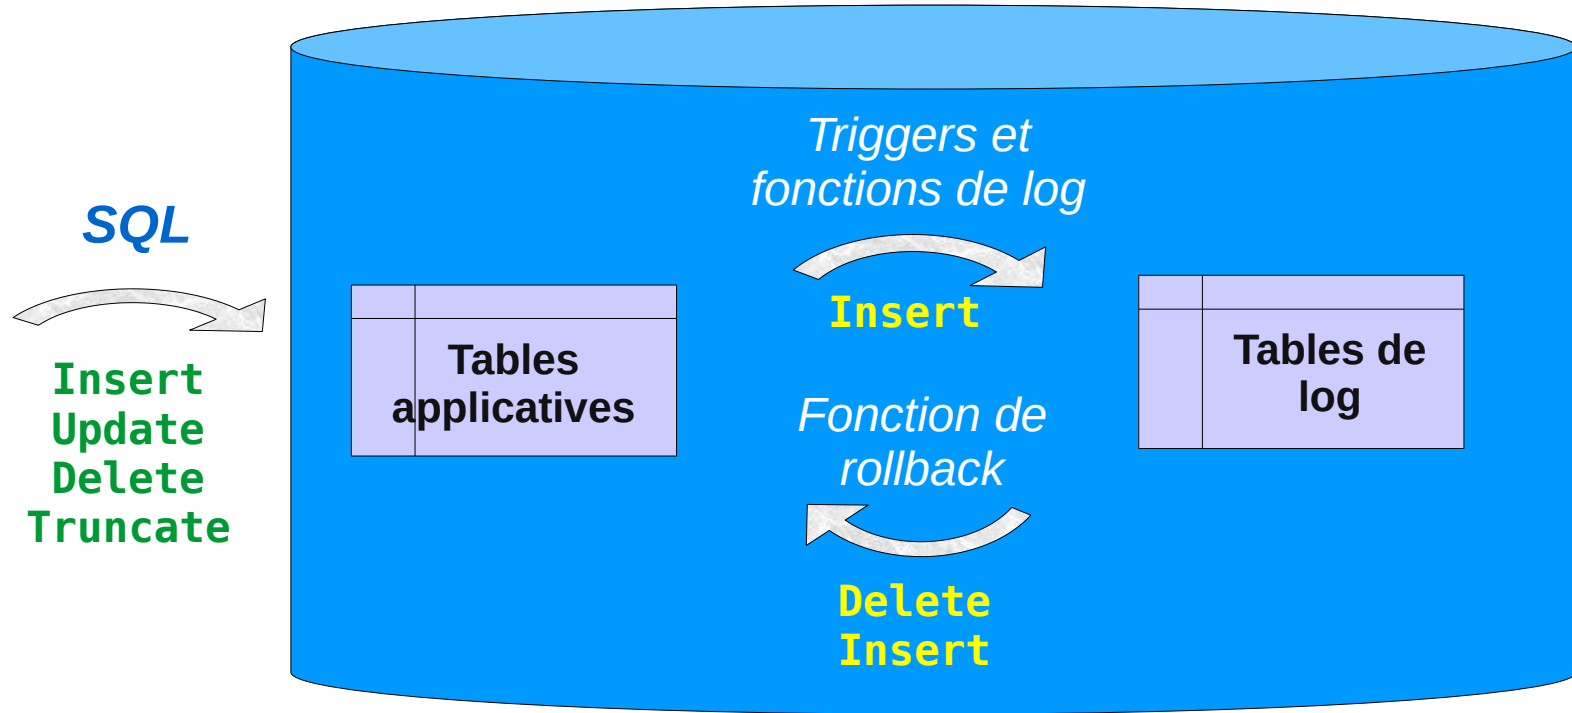 SQL
Insert
Update
Delete
Truncate
Tables
applicatives
Triggers et
fonctions de log
Insert
Fonction de
rollback
Delete
Insert
Tables de
log